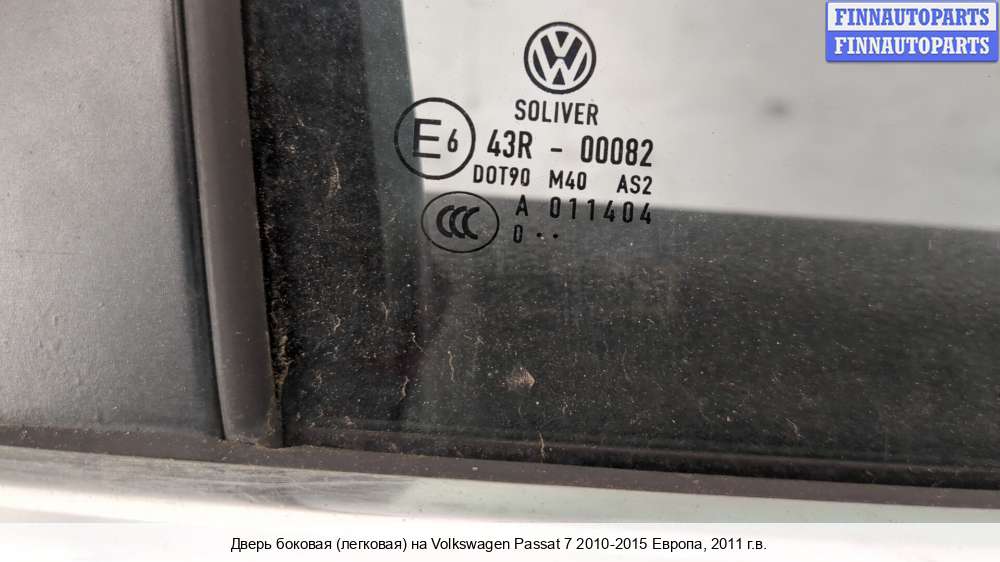 FINNAUTOPARTS
FINNAUTOPARTS
SOLIVER
E6 43R - 00082
DOT90 M40 AS2
CCC A 011404
0··
Дверь боковая (легковая) на Volkswagen Passat 7 2010-2015 Европа, 2011 г.в.